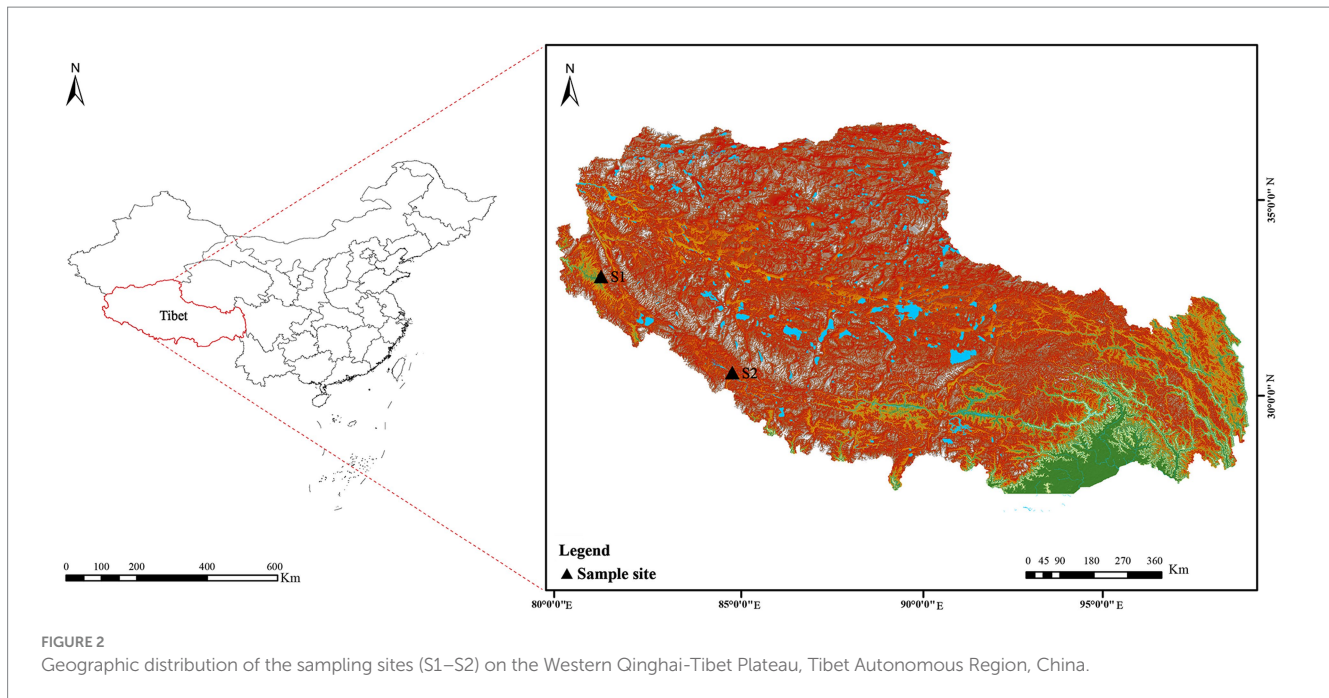 N
Tibet
0 100 200 400 600
Km
N
S1
S2
35°0'0" N
30°0'0" N
Legend
▲ Sample site
0 45 90 180 270 360
Km
80°0'0"E 85°0'0"E 90°0'0"E 95°0'0"E
FIGURE 2
Geographic distribution of the sampling sites (S1–S2) on the Western Qinghai-Tibet Plateau, Tibet Autonomous Region, China.